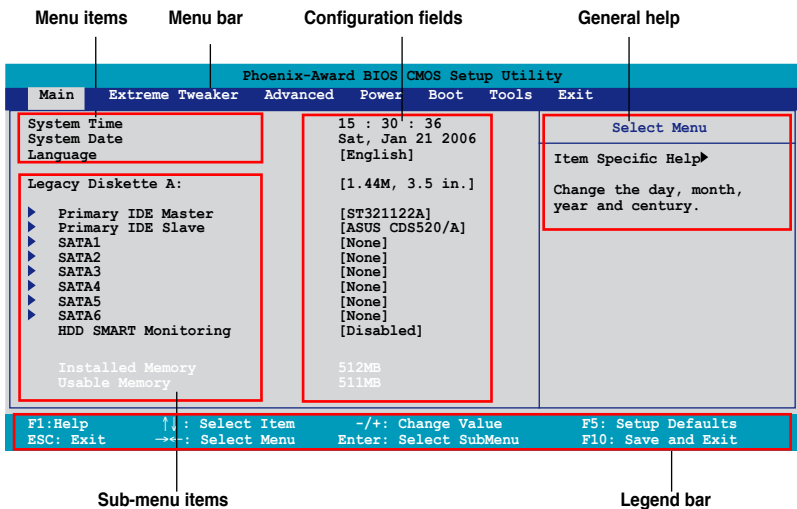 Menu items Menu bar Configuration fields General help
Phoenix-Award BIOS CMOS Setup Utility
Main Extreme Tweaker Advanced Power Boot Tools Exit
System Time 15 : 30 : 36
System Date Sat, Jan 21 2006
Language [English]
Legacy Diskette A: [1.44M, 3.5 in.]
Primary IDE Master [ST321122A]
Primary IDE Slave [ASUS CDS520/A]
SATA1 [None]
SATA2 [None]
SATA3 [None]
SATA4 [None]
SATA5 [None]
SATA6 [None]
HDD SMART Monitoring [Disabled]
Installed Memory 512MB
Usable Memory 511MB
Select Menu
Item Specific Help
Change the day, month,
year and century.
F1:Help ↑↓: Select Item -/+: Change Value F5: Setup Defaults
ESC: Exit →←: Select Menu Enter: Select SubMenu F10: Save and Exit
Sub-menu items Legend bar